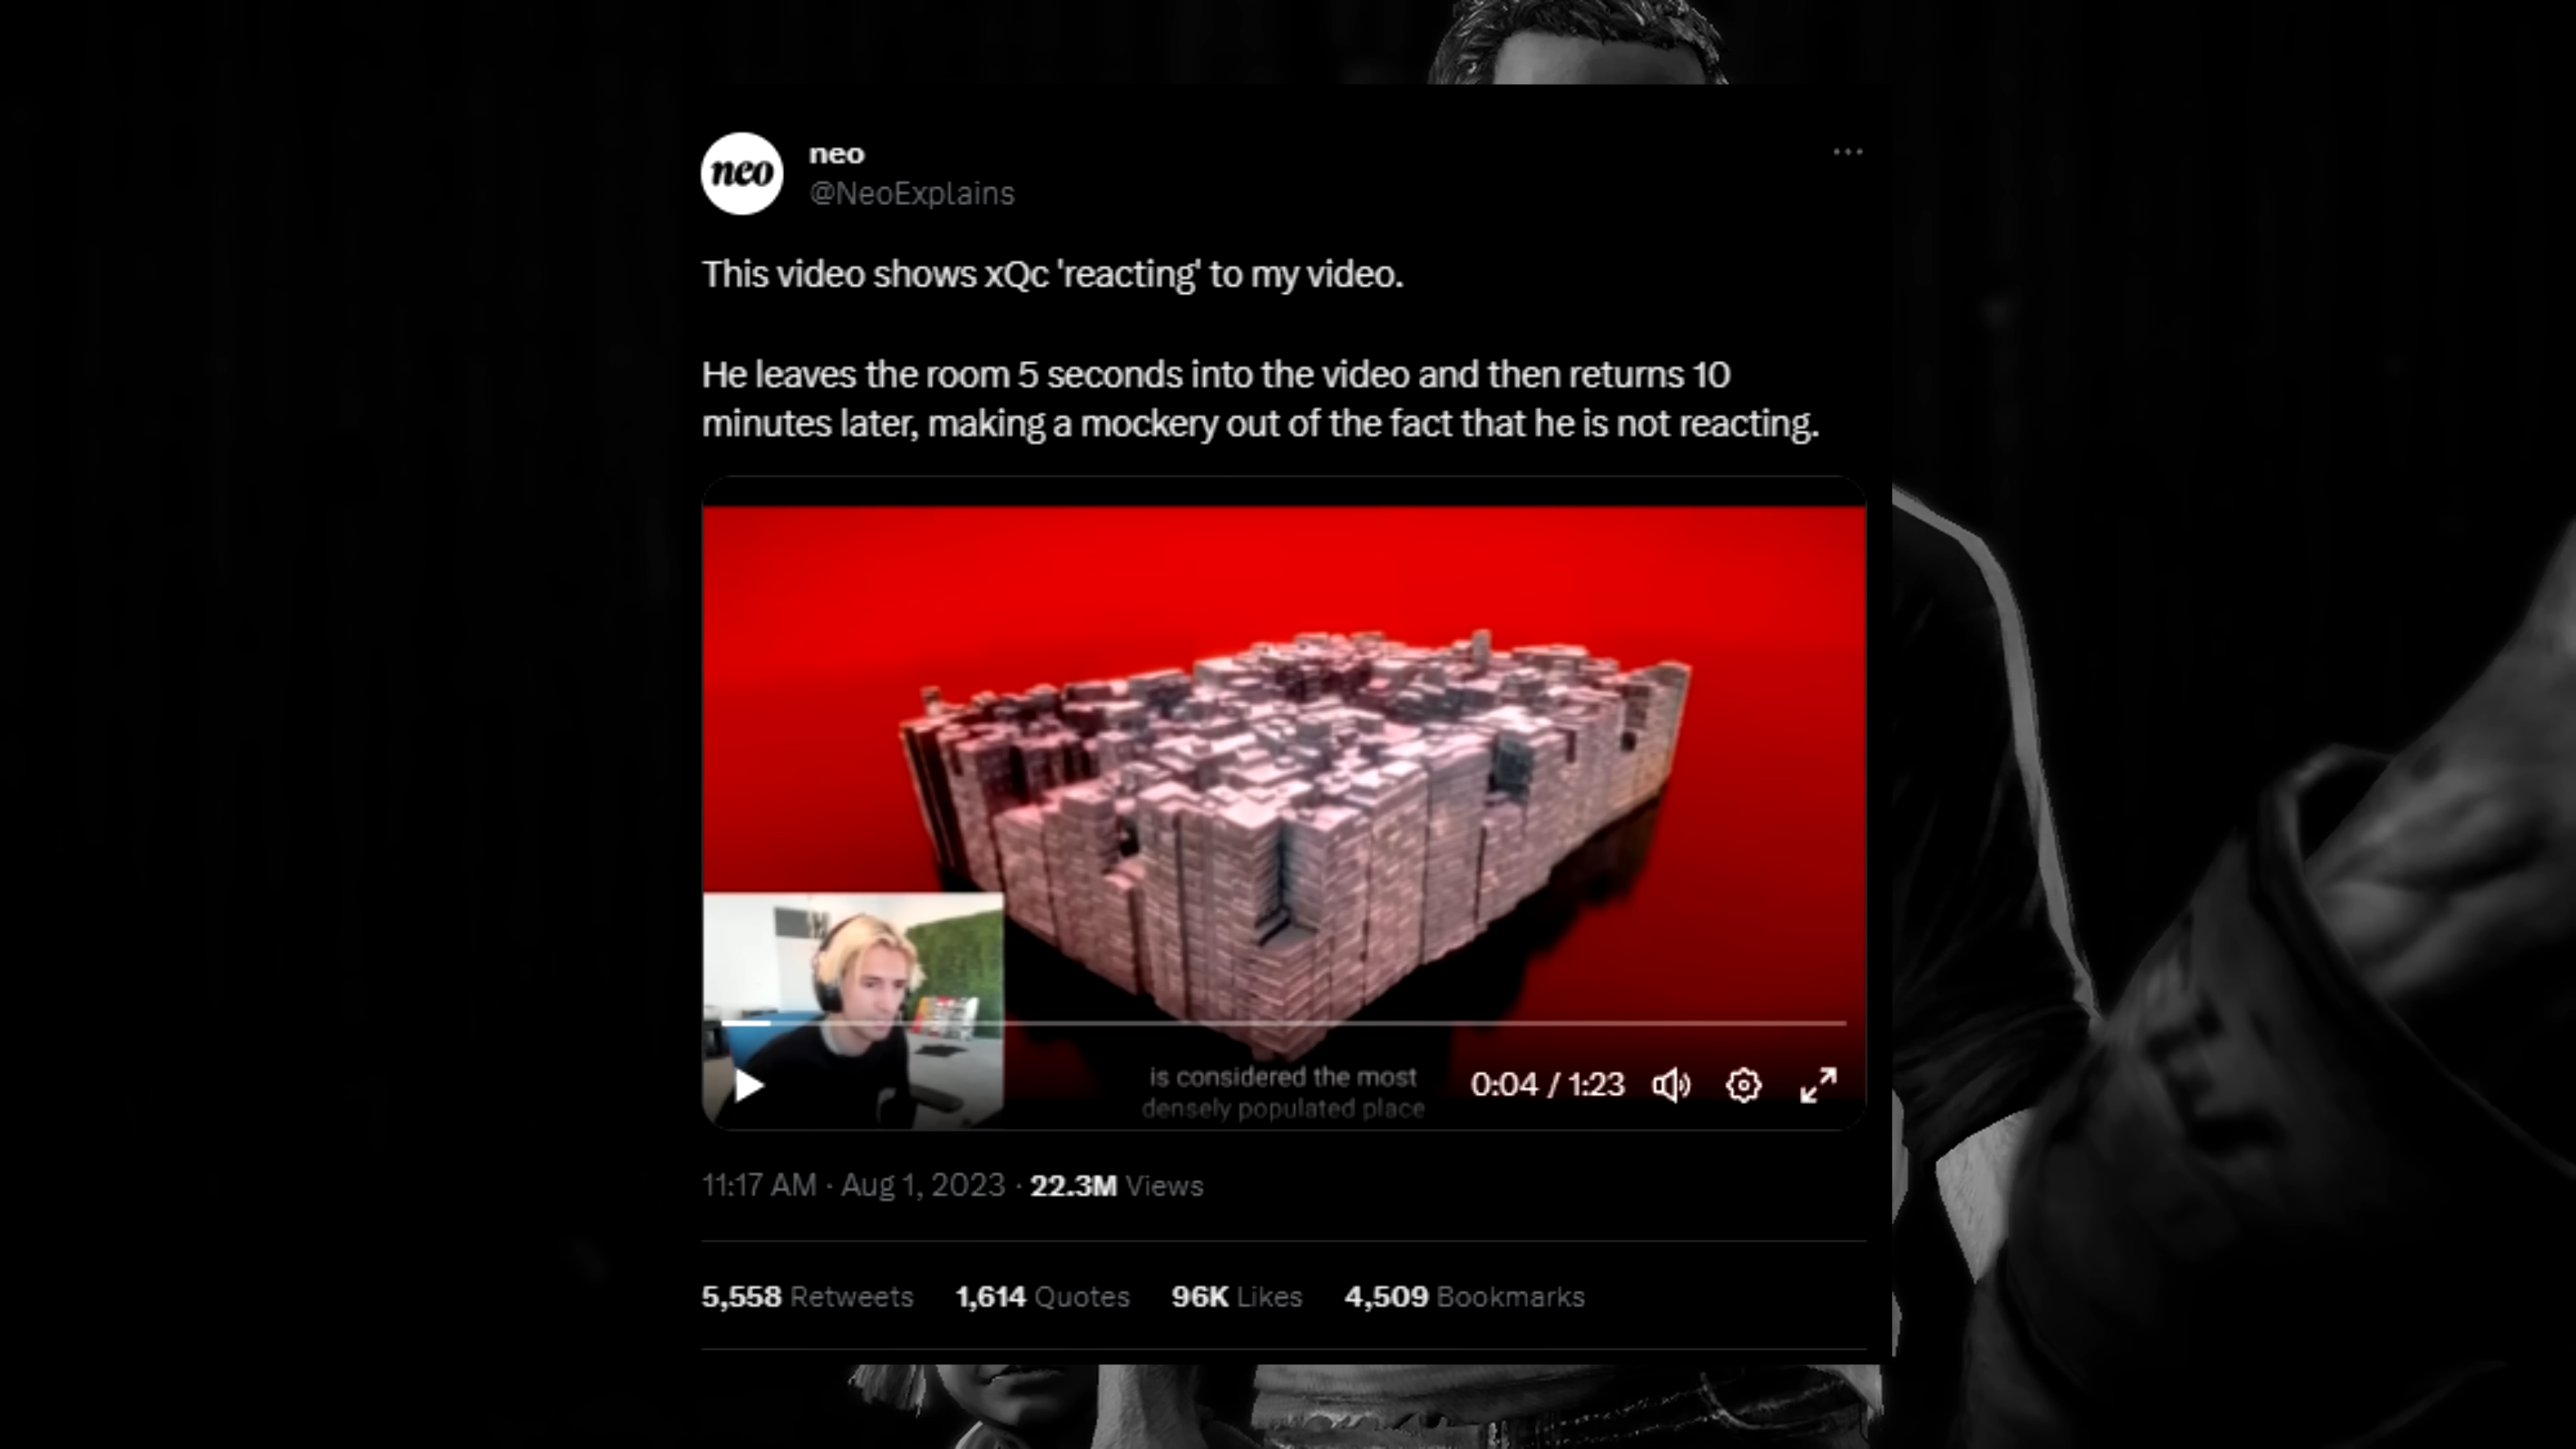 neo
neo
@NeoExplains
This video shows xQc 'reacting' to my video.
He leaves the room 5 seconds into the video and then returns 10
minutes later, making a mockery out of the fact that he is not reacting.
is considered the most
densely populated place
0:04 / 1:23
11:17 AM · Aug 1, 2023 · 22.3M Views
5,558 Retweets 1,614 Quotes 96K Likes 4,509 Bookmarks